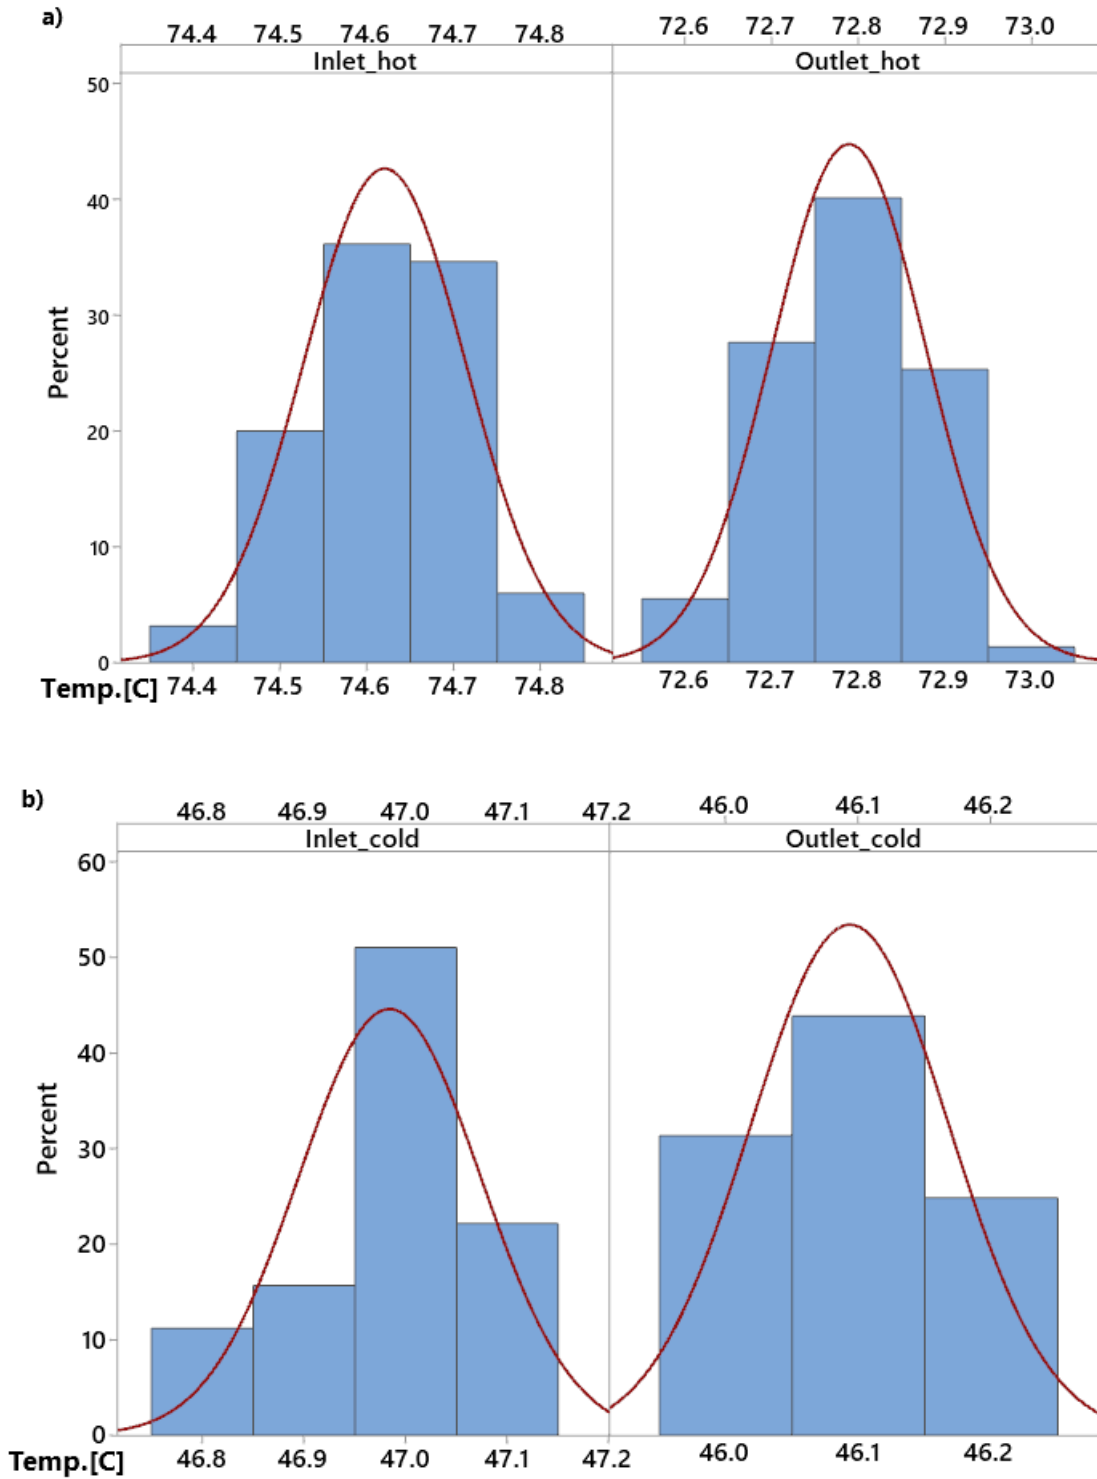 a)
74.4 74.5 74.6 74.7 74.8 72.6 72.7 72.8 72.9 73.0
Inlet_hot Outlet_hot
50
40
30
20
10
0
Percent
Temp.[C] 74.4 74.5 74.6 74.7 74.8 72.6 72.7 72.8 72.9 73.0
b)
46.8 46.9 47.0 47.1 47.2 46.0 46.1 46.2
Inlet_cold Outlet_cold
60
50
40
30
20
10
0
Percent
Temp.[C] 46.8 46.9 47.0 47.1 47.2 46.0 46.1 46.2